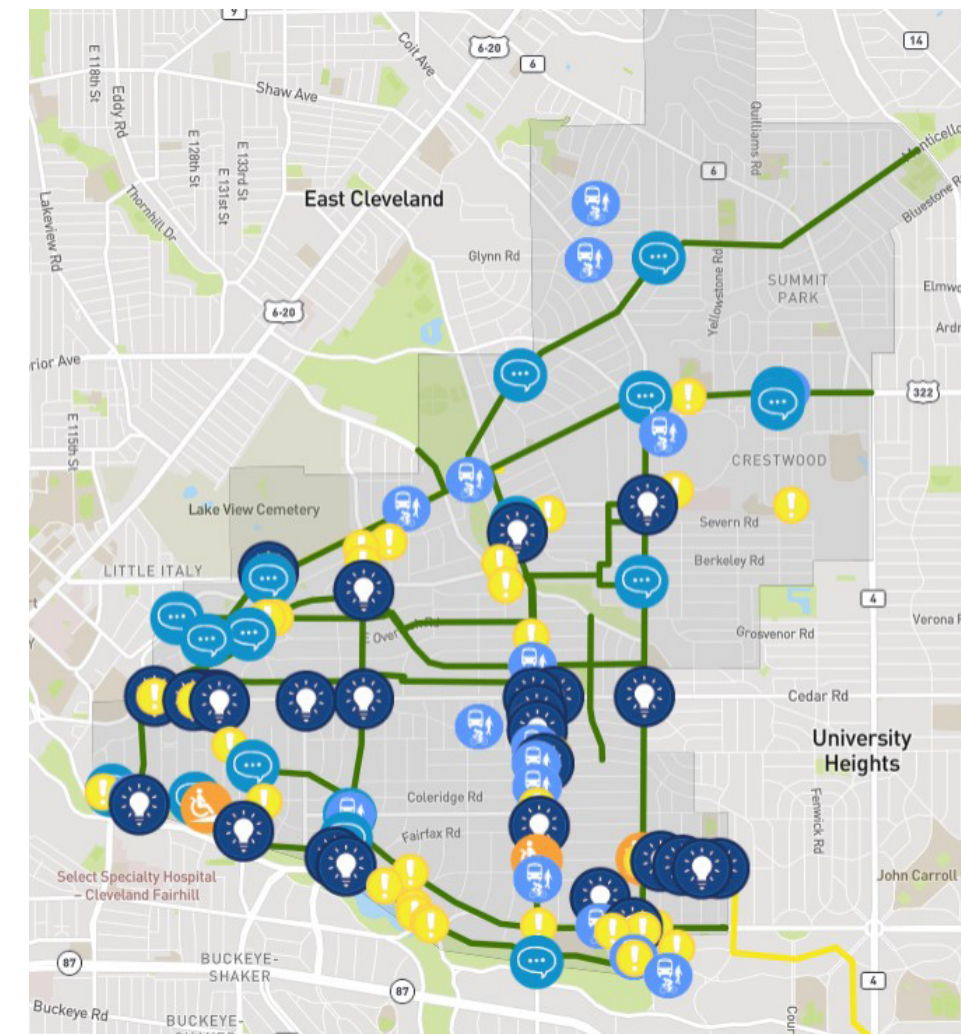 9
14
6-20
6
Coit Ave
E 118th St
Eddy Rd
Shaw Ave
E 128th St
E 133rd St
E 131st St
Quilliams Rd
Monticello
6
Thornhill Dr
Lakeview Rd
East Cleveland
Bluestone R
Glynn Rd
Yellowstone Rd
SUMMIT
PARK
Elmwo
6-20
Ardr
rior Ave
322
E 115th St
CRESTWOOD
Lake View Cemetery
Severn Rd
Berkeley Rd
LITTLE ITALY
4
Verona R
Grosvenor Rd
Cedar Rd
University
Heights
Coleridge Rd
Fenwick Rd
Fairfax Rd
Select Specialty Hospital
– Cleveland Fairhill
John Carroll
87
BUCKEYE-
SHAKER
87
4
Buckeye Rd
BUCKEYE-